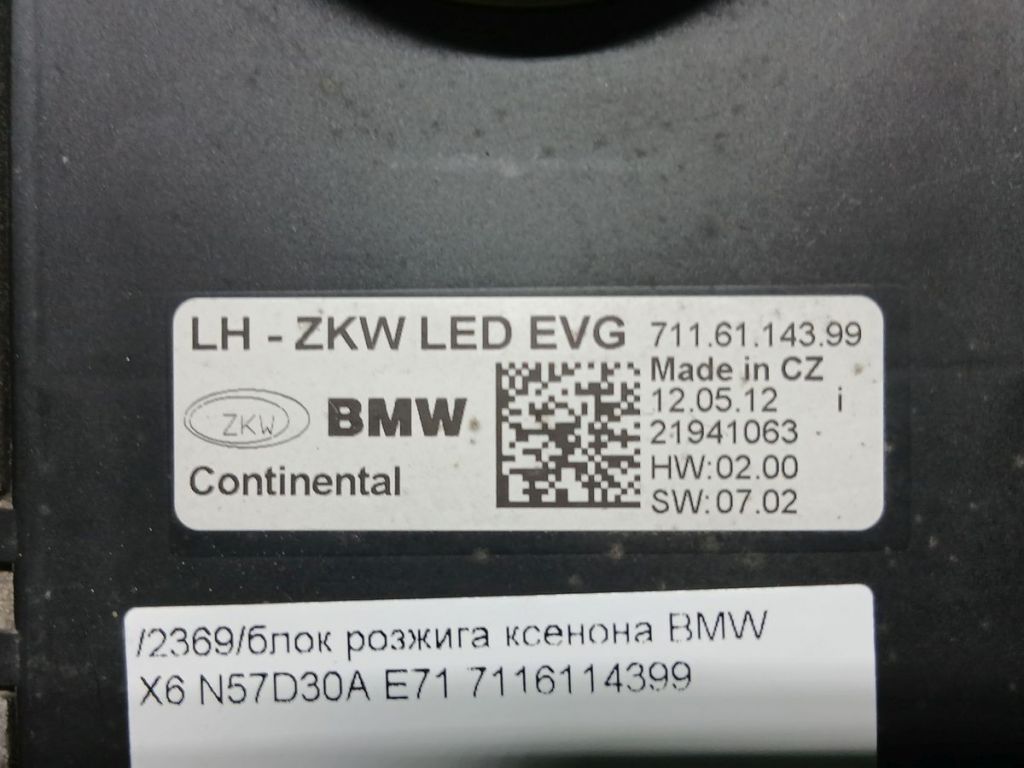 LH - ZKW LED EVG 711.61.143.99
Made in CZ
ZKW BMW 12.05.12 i
21941063
Continental HW:02.00
SW:07.02
/2369/блок розжига ксенона BMW
X6 N57D30A E71 7116114399